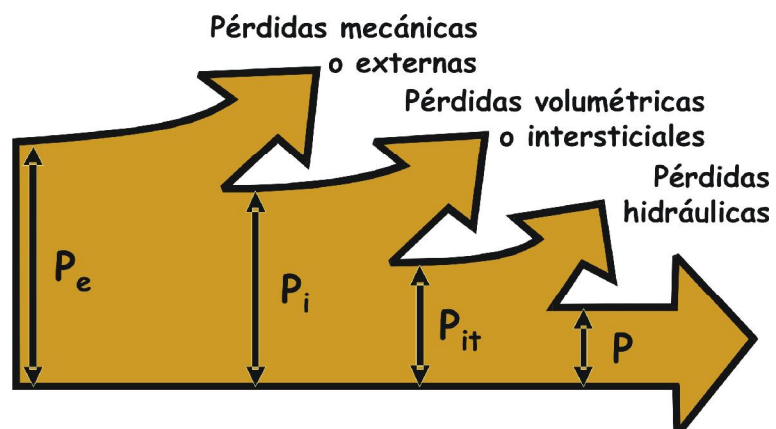 Pérdidas mecánicas
o externas
Pérdidas volumétricas
o intersticiales
Pérdidas
hidráulicas
Pe
Pi
Pit
P